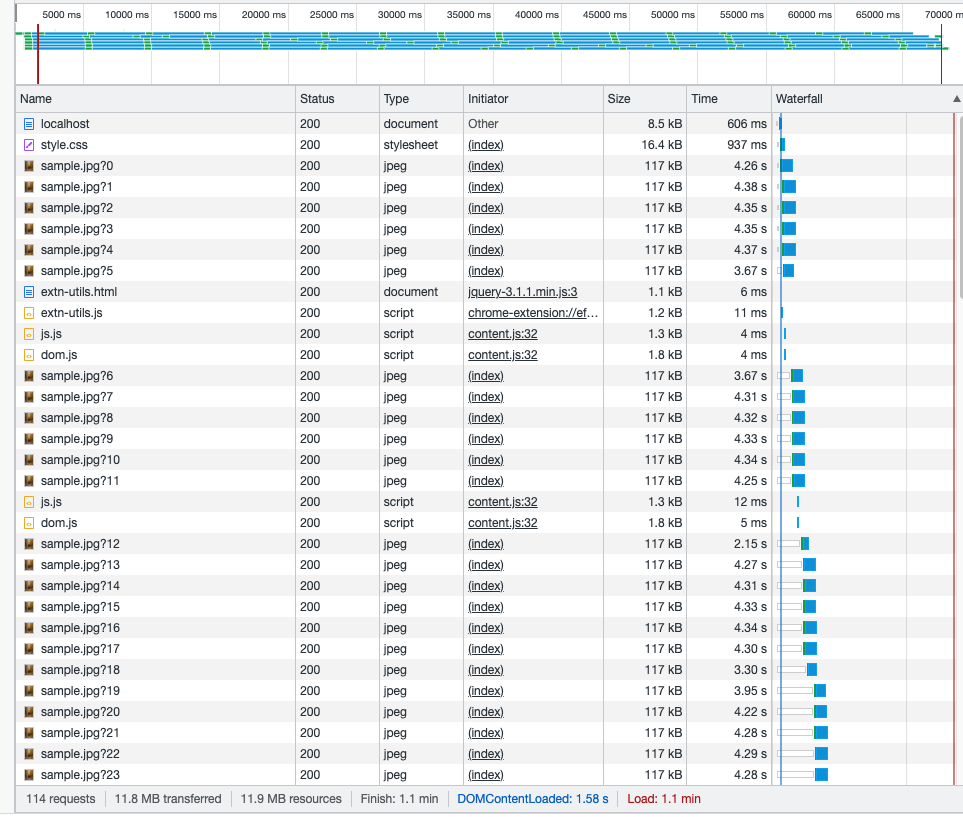 5000 ms 10000 ms 15000 ms 20000 ms 25000 ms 30000 ms 35000 ms 40000 ms 45000 ms 50000 ms 55000 ms 60000 ms 65000 ms 70000 ms
Name Status Type Initiator Size Time Waterfall ▲
localhost 200 document Other 8.5 kB 606 ms
style.css 200 stylesheet (index) 16.4 kB 937 ms
sample.jpg?0 200 jpeg (index) 117 kB 4.26 s
sample.jpg?1 200 jpeg (index) 117 kB 4.38 s
sample.jpg?2 200 jpeg (index) 117 kB 4.35 s
sample.jpg?3 200 jpeg (index) 117 kB 4.35 s
sample.jpg?4 200 jpeg (index) 117 kB 4.37 s
sample.jpg?5 200 jpeg (index) 117 kB 3.67 s
extn-utils.html 200 document jquery-3.1.1.min.js:3 1.1 kB 6 ms
extn-utils.js 200 script chrome-extension://ef... 1.2 kB 11 ms
js.js 200 script content.js:32 1.3 kB 4 ms
dom.js 200 script content.js:32 1.8 kB 4 ms
sample.jpg?6 200 jpeg (index) 117 kB 3.67 s
sample.jpg?7 200 jpeg (index) 117 kB 4.31 s
sample.jpg?8 200 jpeg (index) 117 kB 4.32 s
sample.jpg?9 200 jpeg (index) 117 kB 4.33 s
sample.jpg?10 200 jpeg (index) 117 kB 4.34 s
sample.jpg?11 200 jpeg (index) 117 kB 4.25 s
js.js 200 script content.js:32 1.3 kB 12 ms
dom.js 200 script content.js:32 1.8 kB 5 ms
sample.jpg?12 200 jpeg (index) 117 kB 2.15 s
sample.jpg?13 200 jpeg (index) 117 kB 4.27 s
sample.jpg?14 200 jpeg (index) 117 kB 4.31 s
sample.jpg?15 200 jpeg (index) 117 kB 4.33 s
sample.jpg?16 200 jpeg (index) 117 kB 4.34 s
sample.jpg?17 200 jpeg (index) 117 kB 4.30 s
sample.jpg?18 200 jpeg (index) 117 kB 3.30 s
sample.jpg?19 200 jpeg (index) 117 kB 3.95 s
sample.jpg?20 200 jpeg (index) 117 kB 4.22 s
sample.jpg?21 200 jpeg (index) 117 kB 4.28 s
sample.jpg?22 200 jpeg (index) 117 kB 4.29 s
sample.jpg?23 200 jpeg (index) 117 kB 4.28 s
114 requests 11.8 MB transferred 11.9 MB resources Finish: 1.1 min DOMContentLoaded: 1.58 s Load: 1.1 min